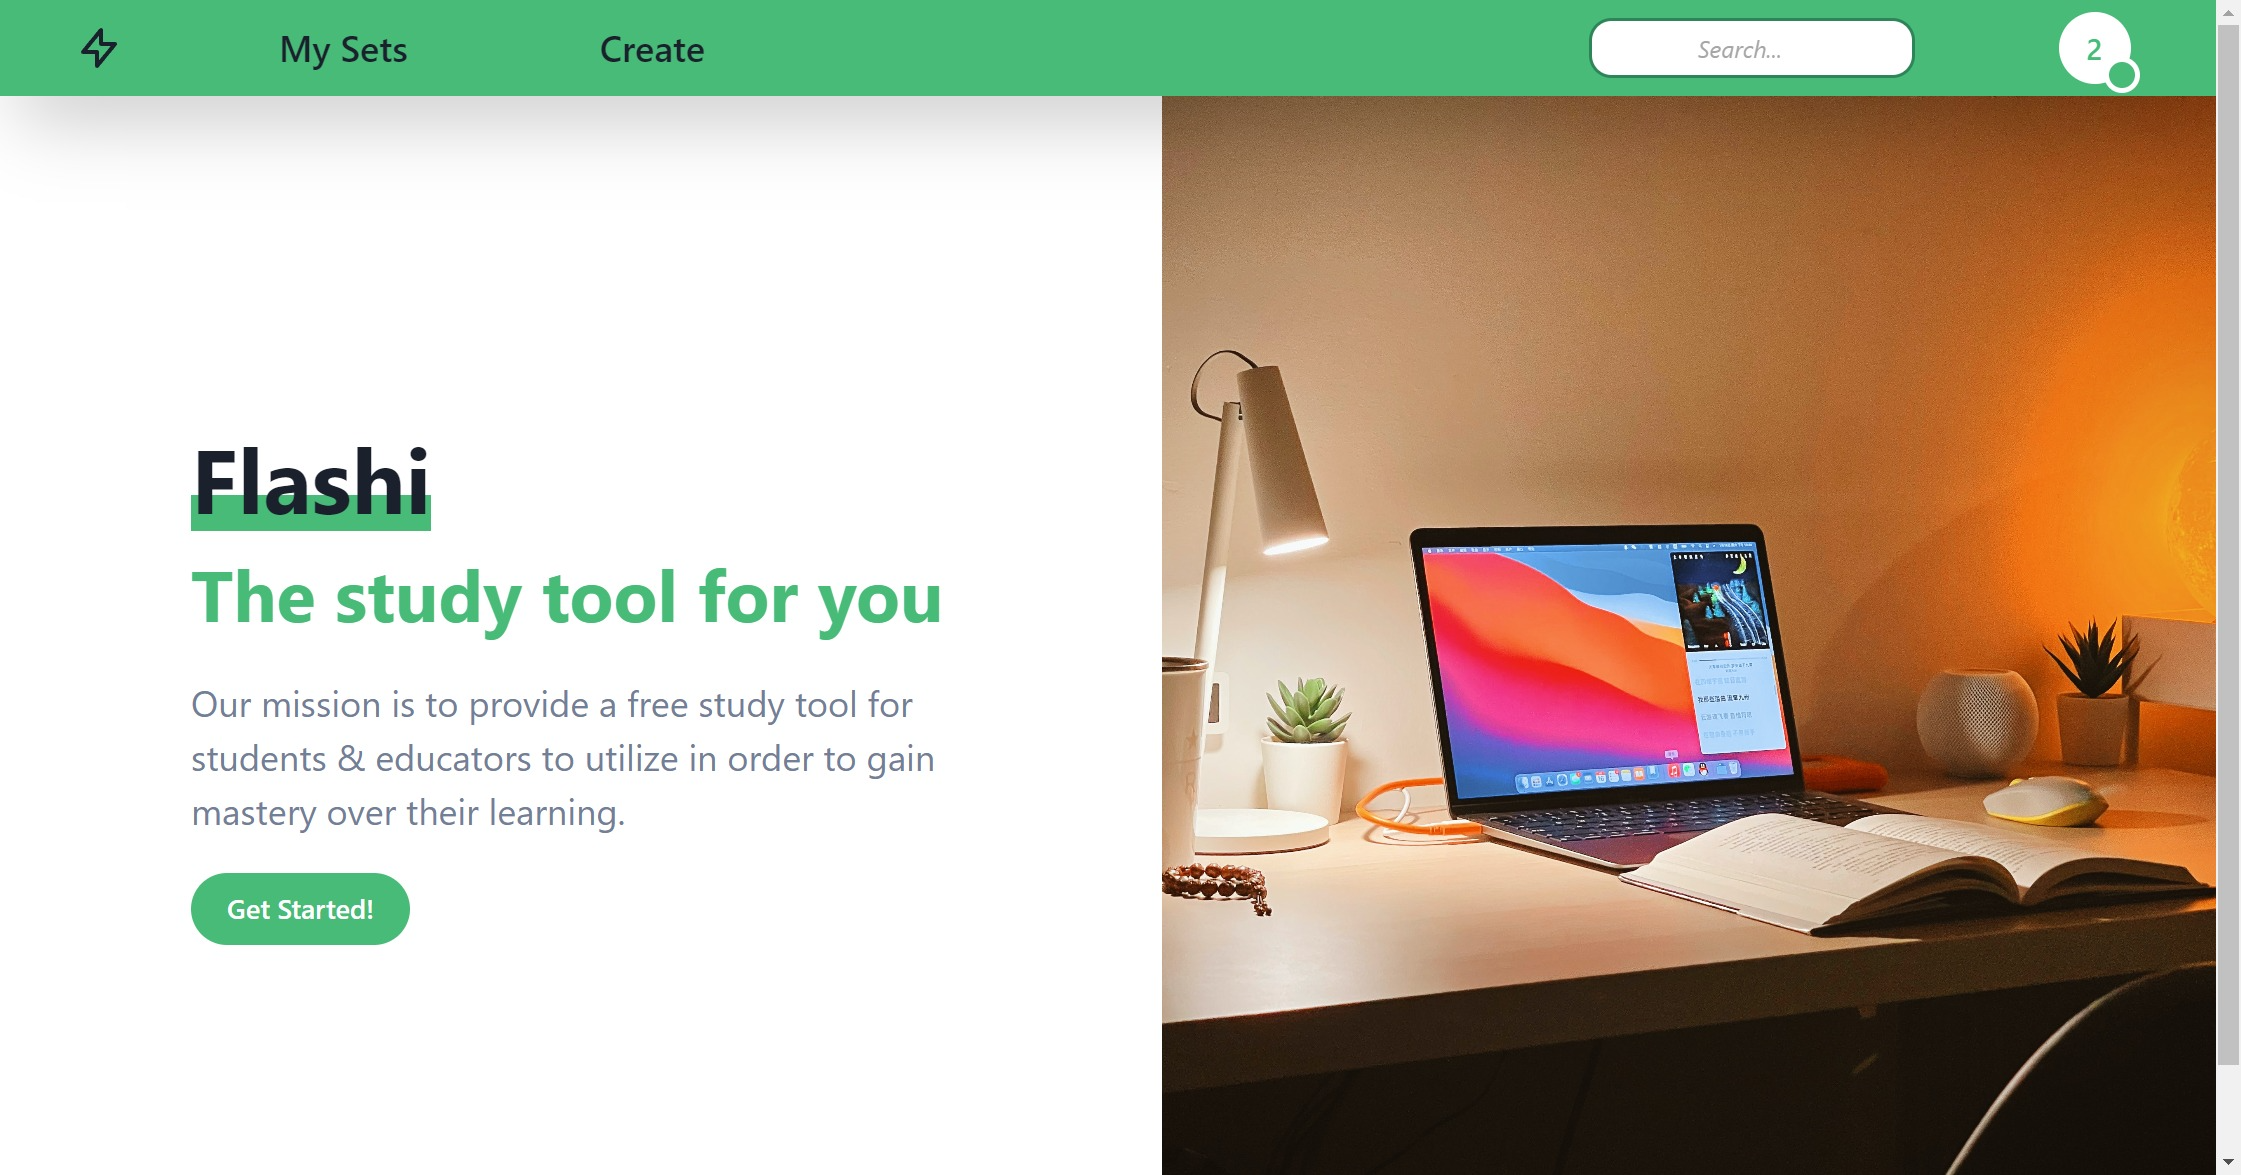 My Sets
Create
Search...
2
Flashi
The study tool for you
Our mission is to provide a free study tool for
students & educators to utilize in order to gain
mastery over their learning.
Get Started!